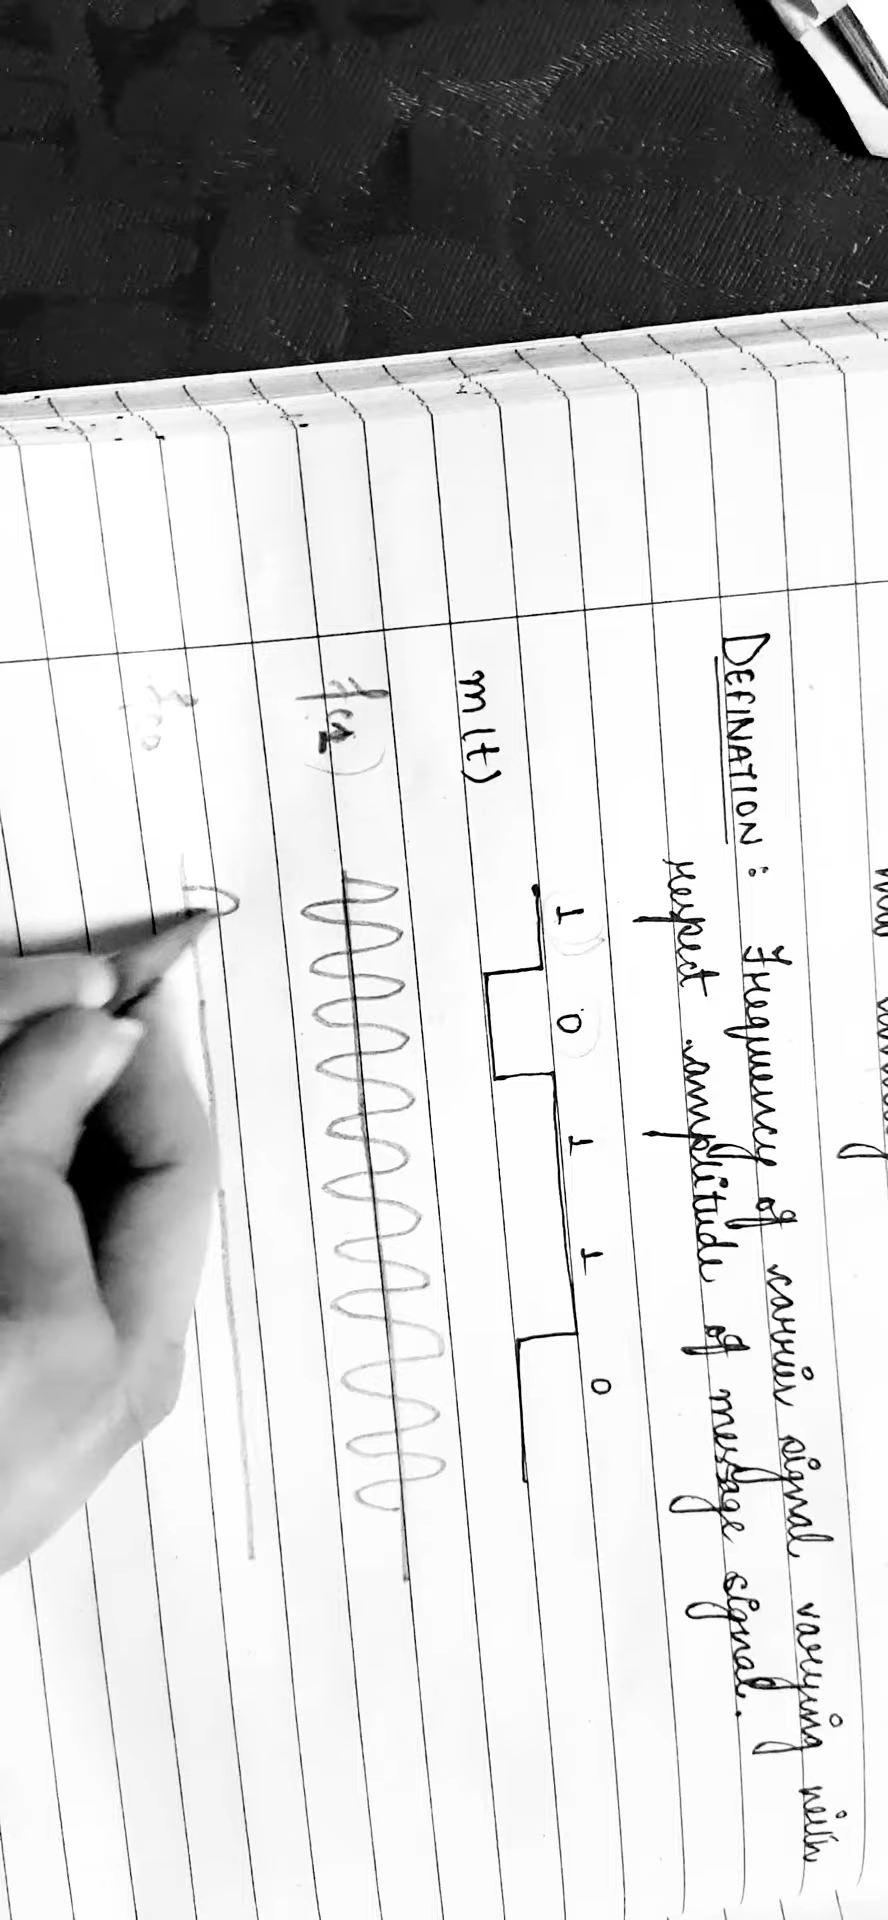 DEFINATION : Frequency of carrier signal varying with
respect amplitude of message signal.
1 0 1 1 0
m(t)